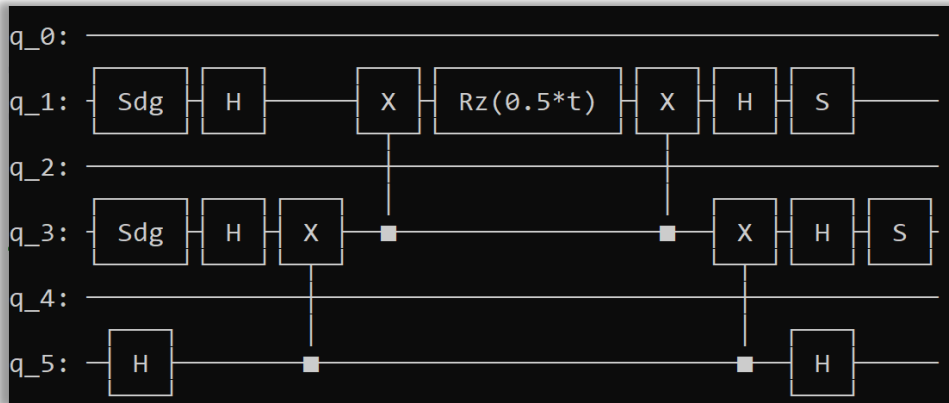 q_0:
q_1: Sdg H X Rz(0.5*t) X H S
q_2:
q_3: Sdg H X X H S
q_4:
q_5: H H